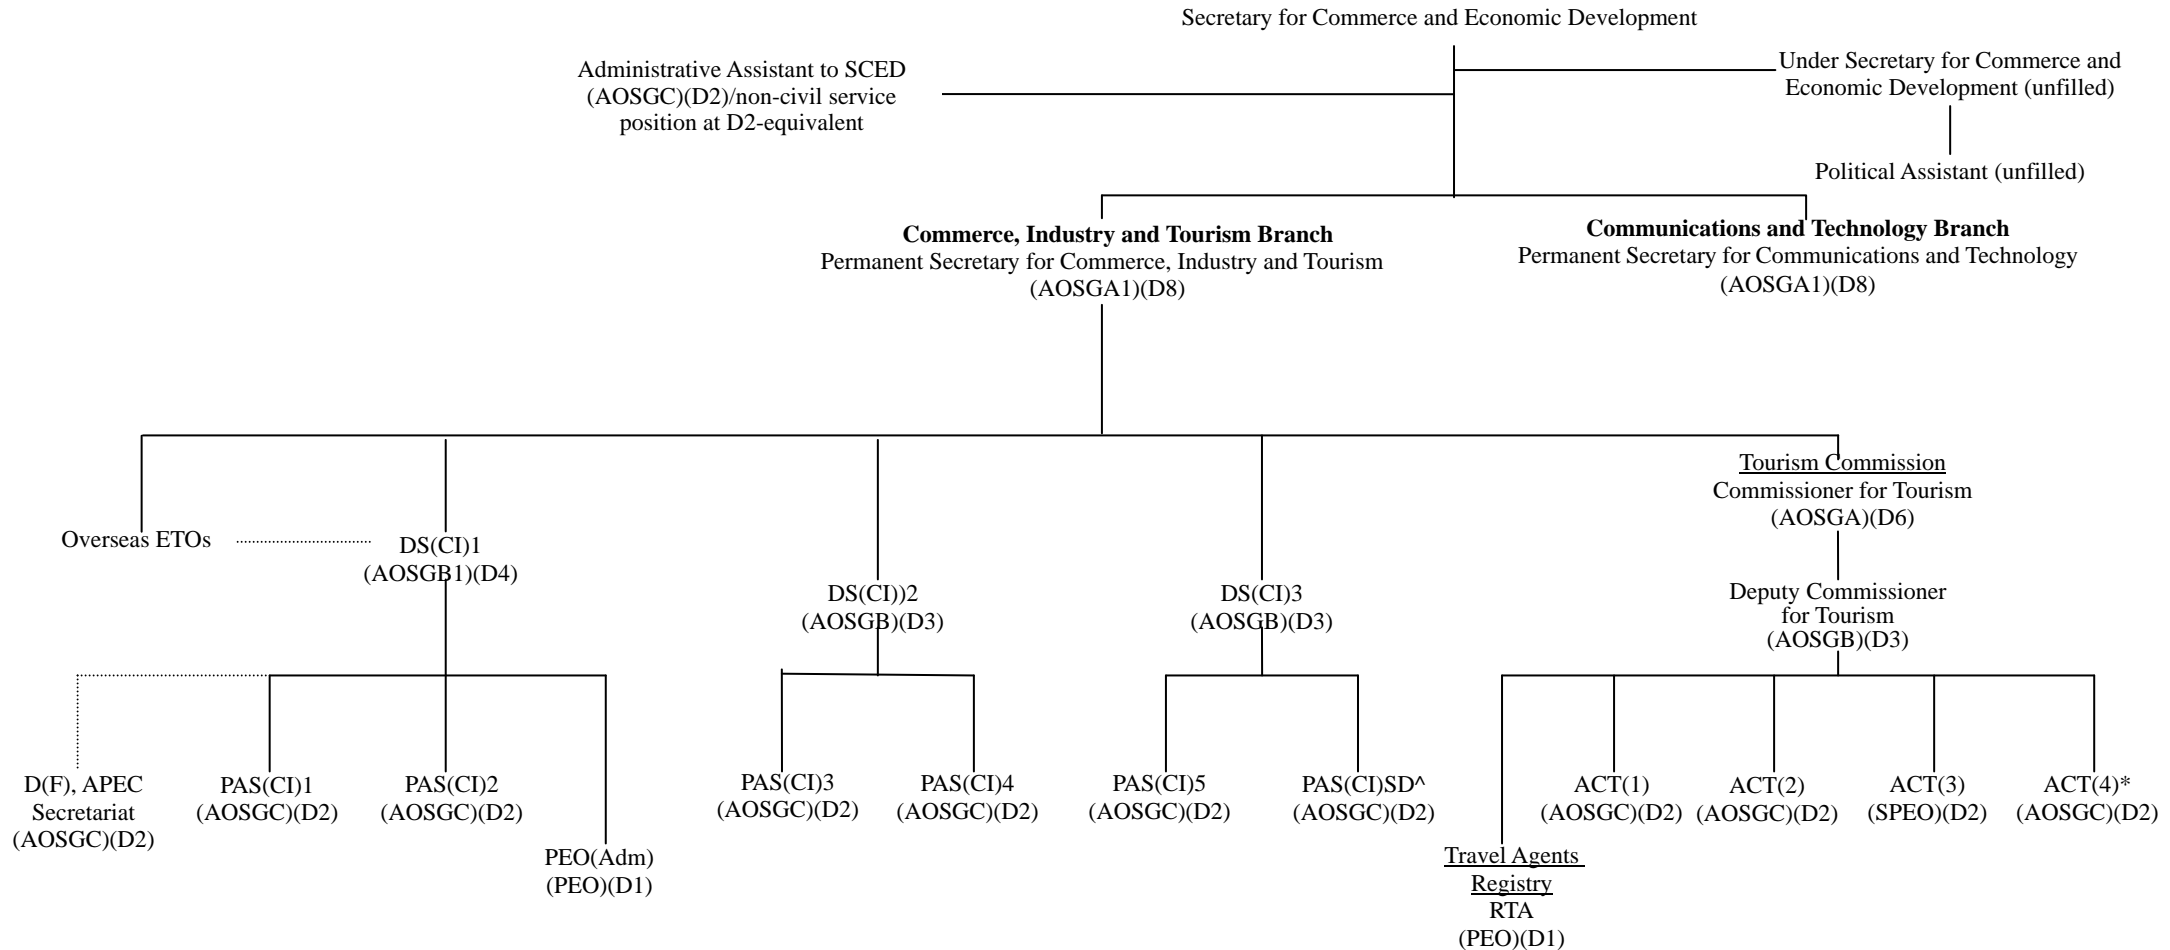 Secretary for Commerce and Economic Development
Administrative Assistant to SCED
(AOSGC)(D2)/non-civil service
position at D2-equivalent
Under Secretary for Commerce and
Economic Development (unfilled)
Political Assistant (unfilled)
Commerce, Industry and Tourism Branch
Permanent Secretary for Commerce, Industry and Tourism
(AOSGA1)(D8)
Communications and Technology Branch
Permanent Secretary for Communications and Technology
(AOSGA1)(D8)
Overseas ETOs
DS(CI)1
(AOSGB1)(D4)
DS(CI))2
(AOSGB)(D3)
DS(CI)3
(AOSGB)(D3)
Tourism Commission
Commissioner for Tourism
(AOSGA)(D6)
Deputy Commissioner
for Tourism
(AOSGB)(D3)
D(F), APEC
Secretariat
(AOSGC)(D2)
PAS(CI)1
(AOSGC)(D2)
PAS(CI)2
(AOSGC)(D2)
PEO(Adm)
(PEO)(D1)
PAS(CI)3
(AOSGC)(D2)
PAS(CI)4
(AOSGC)(D2)
PAS(CI)5
(AOSGC)(D2)
PAS(CI)SD^
(AOSGC)(D2)
Travel Agents
Registry
RTA
(PEO)(D1)
ACT(1)
(AOSGC)(D2)
ACT(2)
(AOSGC)(D2)
ACT(3)
(SPEO)(D2)
ACT(4)*
(AOSGC)(D2)